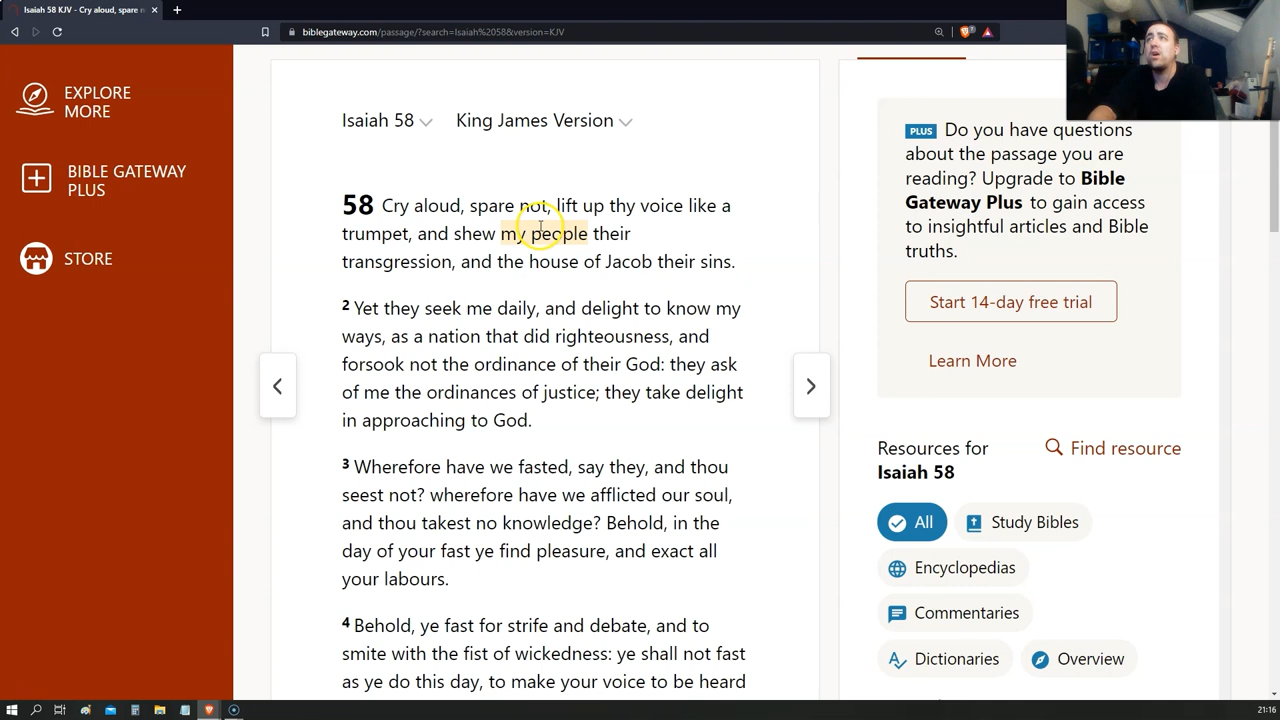 Isaiah 58 KJV - Cry aloud, spare n
biblegateway.com/passage/?search=Isaiah%2058&version=KJV
EXPLORE
MORE
BIBLE GATEWAY
PLUS
STORE
Isaiah 58
King James Version
58 Cry aloud, spare not, lift up thy voice like a
trumpet, and shew my people their
transgression, and the house of Jacob their sins.
2 Yet they seek me daily, and delight to know my
ways, as a nation that did righteousness, and
forsook not the ordinance of their God: they ask
of me the ordinances of justice; they take delight
in approaching to God.
3 Wherefore have we fasted, say they, and thou
seest not? wherefore have we afflicted our soul,
and thou takest no knowledge? Behold, in the
day of your fast ye find pleasure, and exact all
your labours.
4 Behold, ye fast for strife and debate, and to
smite with the fist of wickedness: ye shall not fast
as ye do this day, to make your voice to be heard
PLUS Do you have questions
about the passage you are
reading? Upgrade to Bible
Gateway Plus to gain access
to insightful articles and Bible
truths.
Start 14-day free trial
Learn More
Resources for
Isaiah 58
Find resource
All
Study Bibles
Encyclopedias
Commentaries
Dictionaries
Overview
21:16